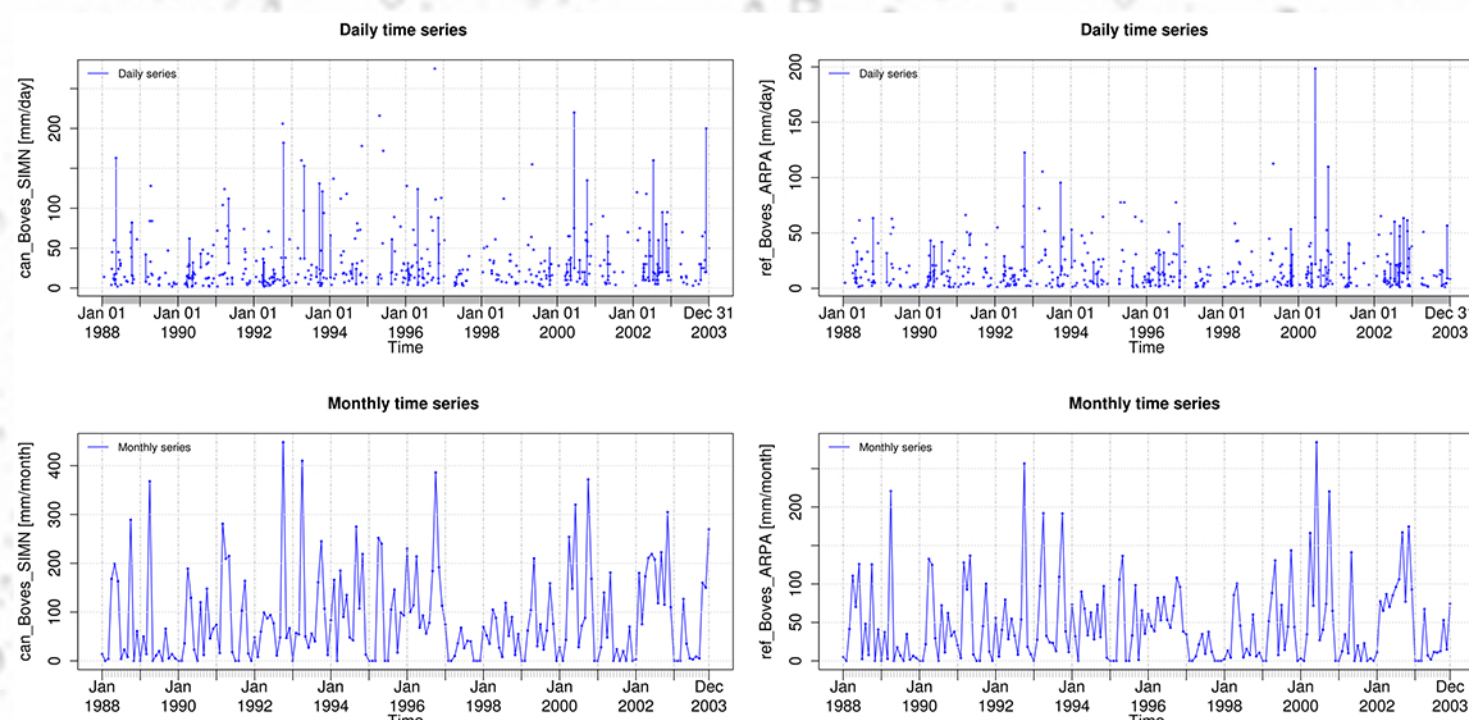 Daily time series
Daily series
can_Boves_SIMN [mm/day]
0
50
100
200
Jan 01 Jan 01 Jan 01 Jan 01 Jan 01 Jan 01 Jan 01 Jan 01 Dec 31
1988 1990 1992 1994 1996 1998 2000 2002 2003
Time
Daily time series
Daily series
ref_Boves_ARPA [mm/day]
0
50
100
150
200
Jan 01 Jan 01 Jan 01 Jan 01 Jan 01 Jan 01 Jan 01 Jan 01 Dec 3
1988 1990 1992 1994 1996 1998 2000 2002 2003
Time
Monthly time series
Monthly series
can_Boves_SIMN [mm/month]
0
100
200
300
400
Jan Jan Jan Jan Jan Jan Jan Jan Dec
1988 1990 1992 1994 1996 1998 2000 2002 2003
Time
Monthly time series
Monthly series
ref_Boves_ARPA [mm/month]
0
50
100
200
Jan Jan Jan Jan Jan Jan Jan Jan Dec
1988 1990 1992 1994 1996 1998 2000 2002 2003
Time